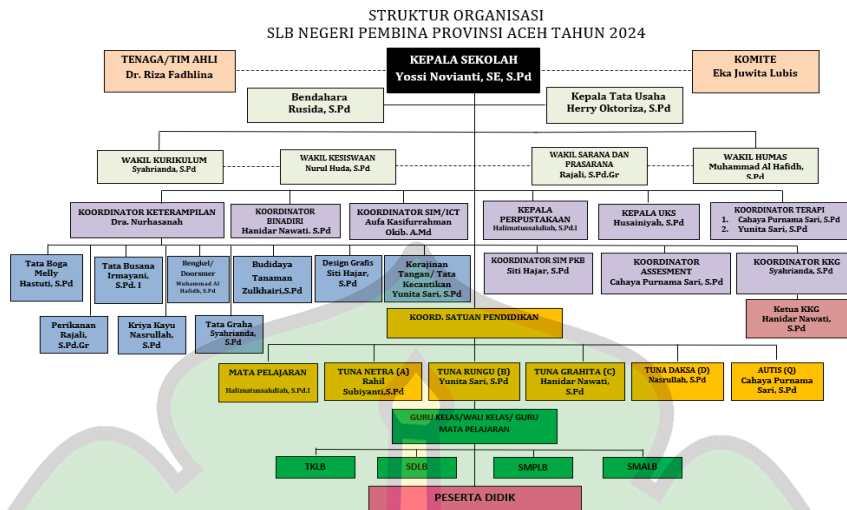 STRUKTUR ORGANISASI
SLB NEGERI PEMBINA PROVINSI ACEH TAHUN 2024
TENAGA/TIM AHLI
Dr. Riza Fadhlina
KEPALA SEKOLAH
Yossi Novianti, SE, S.Pd
KOMITE
Eka Juwita Lubis
Bendahara
Rusida, S.Pd
Kepala Tata Usaha
Herry Oktoriza, S.Pd
WAKIL KURIKULUM
Syahrianda, S.Pd
WAKIL KESISWAAN
Nurul Huda, S.Pd
WAKIL SARANA DAN
PRASARANA
Rajali, S.Pd.Gr
WAKIL HUMAS
Muhammad Al Hafidh,
S.Pd
KOORDINATOR KETERAMPILAN
Dra. Nurhasanah
KOORDINATOR
BINADIRI
Hanidar Nawati. S.Pd
KOORDINATOR SIM/ICT
Aufa Kasifurrahman
Okib. A.Md
KEPALA
PERPUSTAKAAN
Halimatussakdiah, S.Pd.I
KEPALA UKS
Husainiyah, S.Pd
KOORDINATOR TERAPI
1. Cahaya Purnama Sari, S.Pd
2. Yunita Sari, S.Pd
Tata Boga
Melly
Hastuti, S.Pd
Tata Busana
Irmayani,
S.Pd. I
Bengkel/
Doorsmer
Muhammad Al
Hafidh, S.Pd
Budidaya
Tanaman
Zulkhairi,S.Pd
Design Grafis
Siti Hajar,
S.Pd
Kerajinan
Tangan/ Tata
Kecantikan
Yunita Sari, S.Pd
KOORDINATOR SIM PKB
Siti Hajar, S.Pd
KOORDINATOR
ASSESMENT
Cahaya Purnama Sari, S.Pd
KOORDINATOR KKG
Syahrianda, S.Pd
Perikanan
Rajali,
S.Pd.Gr
Kriya Kayu
Nasrullah,
S.Pd
Tata Graha
Syahrianda,
S.Pd
KOORD. SATUAN PENDIDIKAN
Ketua KKG
Hanidar Nawati,
S.Pd
MATA PELAJARAN
Halimatussakdiah, S.Pd.I
TUNA NETRA (A)
Rahil
Subiyanti,S.Pd
TUNA RUNGU (B)
Yunita Sari, S.Pd
TUNA GRAHITA (C)
Hanidar Nawati,
S.Pd
TUNA DAKSA (D)
Nasrullah, S.Pd
AUTIS (Q)
Cahaya Purnama
Sari, S.Pd
GURU KELAS/WALI KELAS/ GURU
MATA PELAJARAN
TKLB
SDLB
SMPLB
SMALB
PESERTA DIDIK